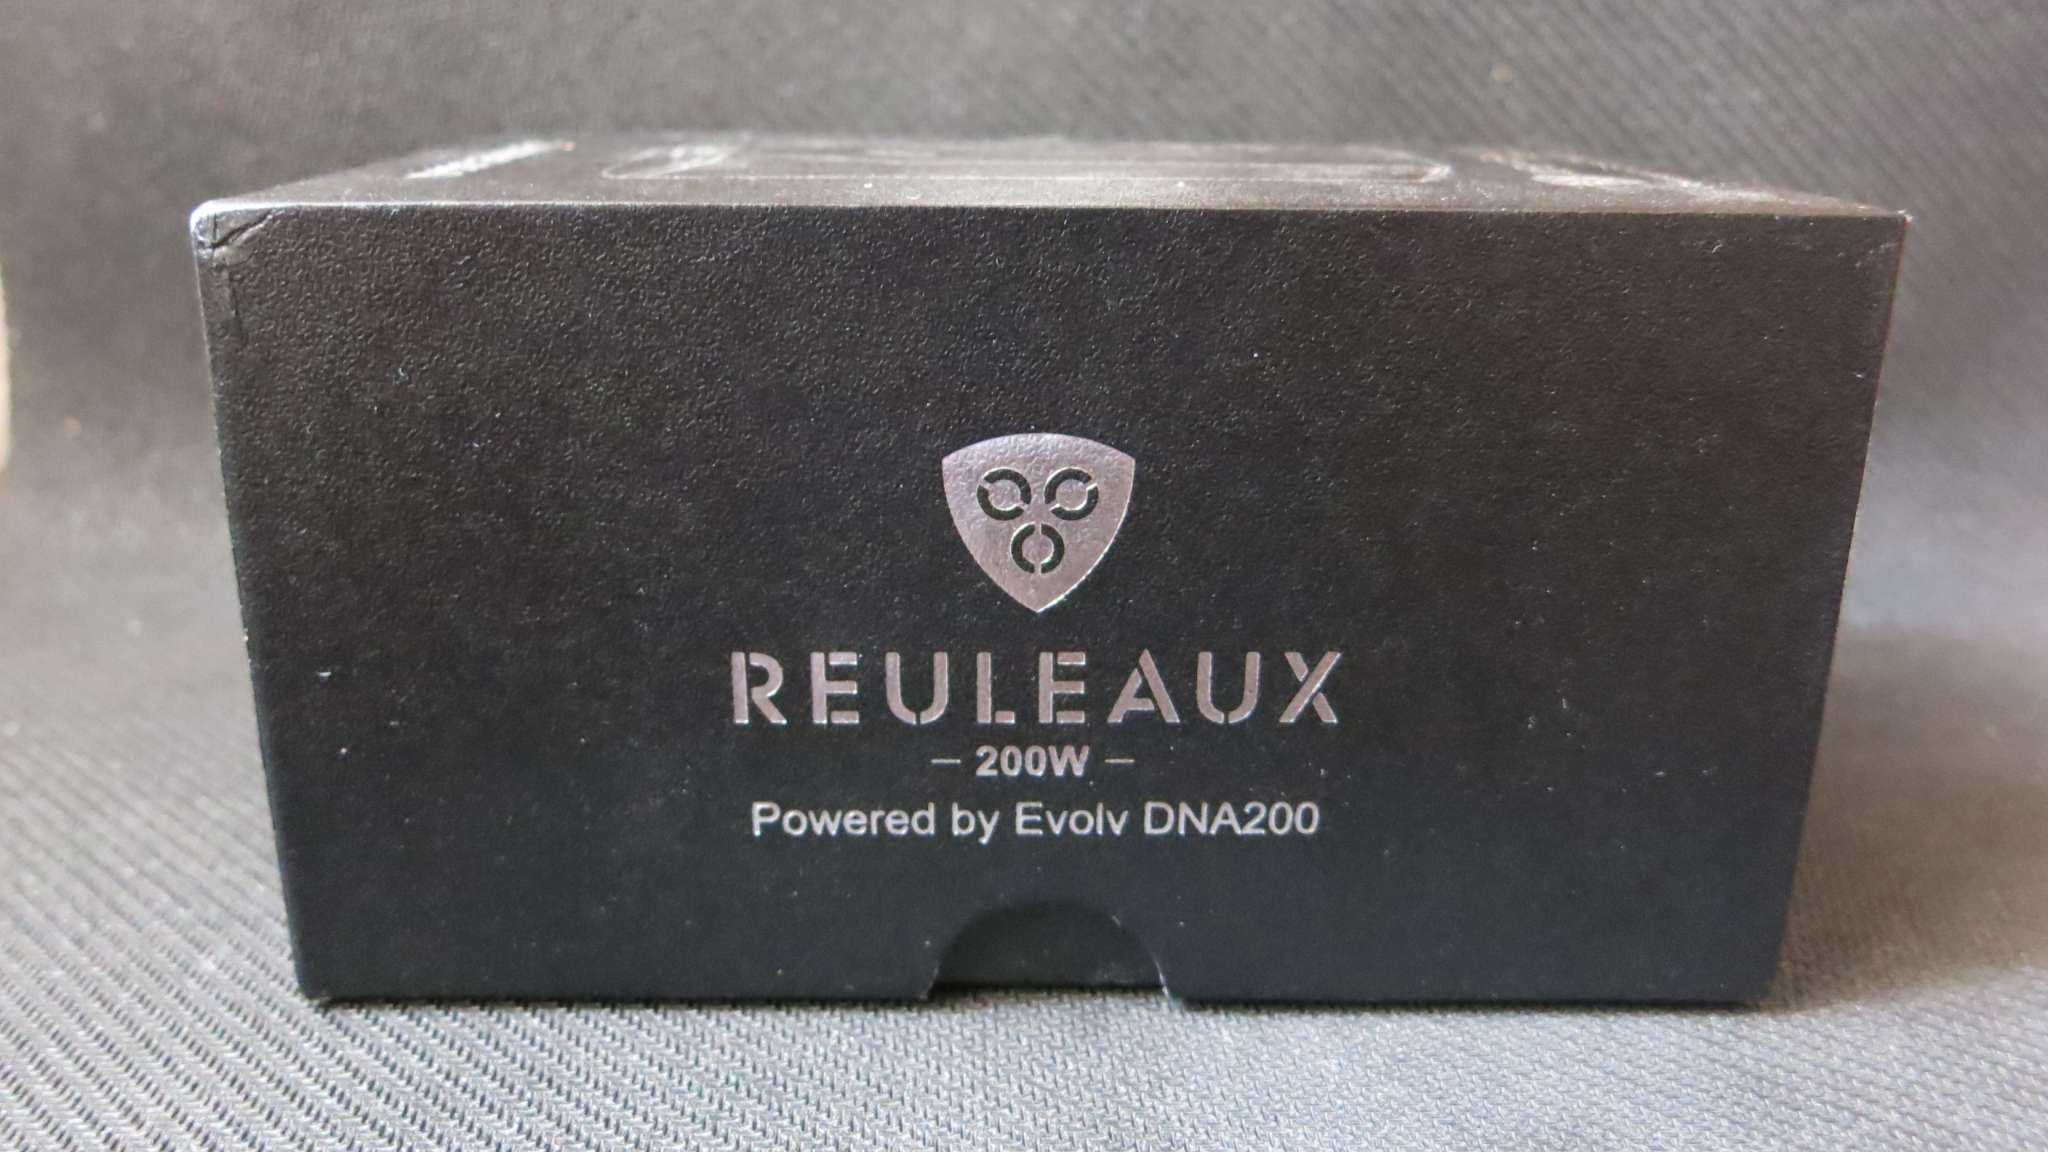 REULEAUX
— 200W —
Powered by Evolv DNA200